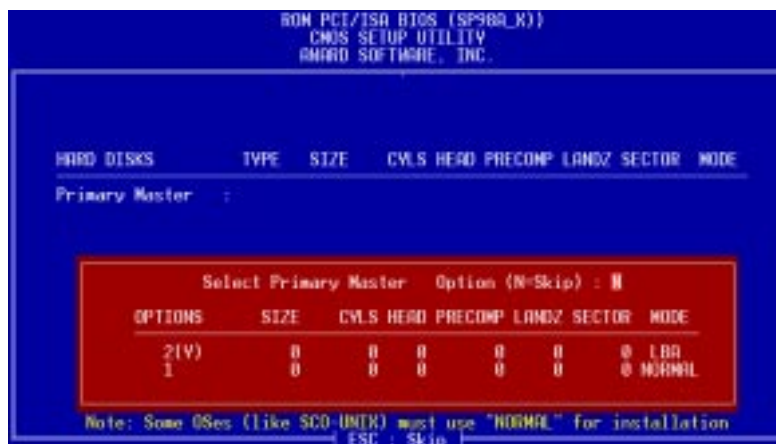 ROM PCI/ISA BIOS (SP98A_X))
CMOS SETUP UTILITY
AWARD SOFTWARE, INC.
HARD DISKS TYPE SIZE CYLS HEAD PRECOMP LANDZ SECTOR MODE
Primary Master :
Select Primary Master Option (N=Skip) : N
OPTIONS SIZE CYLS HEAD PRECOMP LANDZ SECTOR MODE
2(Y) 0 0 0 0 0 0 LBA
1 0 0 0 0 0 0 NORMAL
Note: Some OSes (like SCO-UNIX) must use "NORMAL" for installation
ESC : Skip